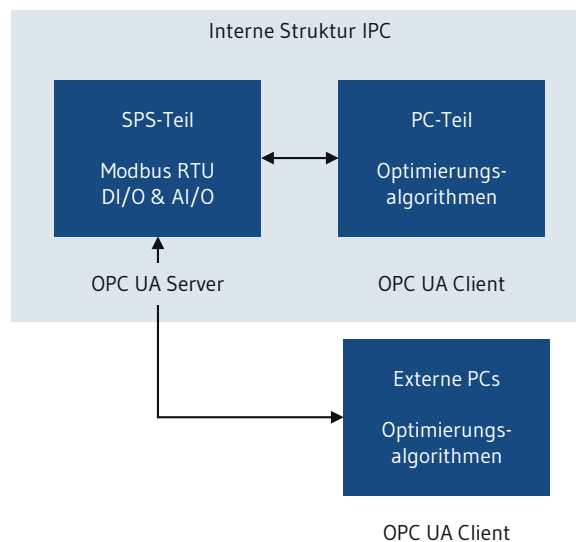 Interne Struktur IPC
SPS-Teil
Modbus RTU
DI/O & AI/O
PC-Teil
Optimierungs-
algorithmen
OPC UA Server
OPC UA Client
Externe PCs
Optimierungs-
algorithmen
OPC UA Client